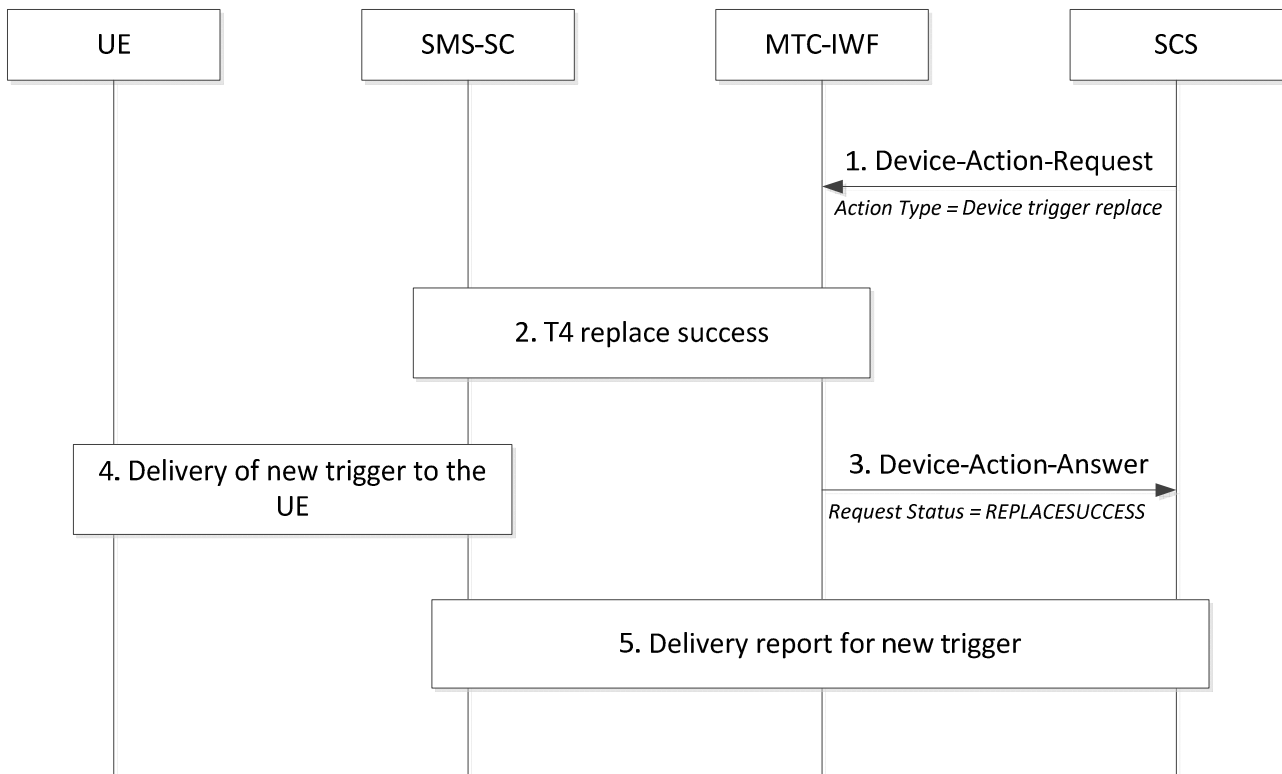 UE
SMS-SC
MTC-IWF
SCS
1. Device-Action-Request
Action Type = Device trigger replace
2. T4 replace success
4. Delivery of new trigger to the
UE
3. Device-Action-Answer
Request Status = REPLACESUCCESS
5. Delivery report for new trigger